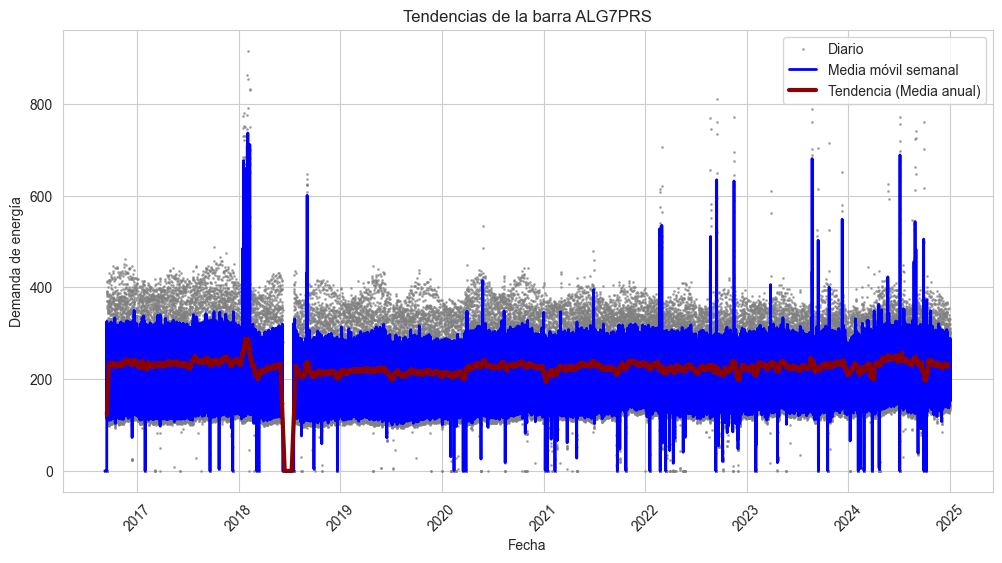 Tendencias de la barra ALG7PRS
Diario
Media móvil semanal
Tendencia (Media anual)
Demanda de energía
800
600
400
200
0
2017
2018
2019
2020
2021
2022
2023
2024
2025
Fecha